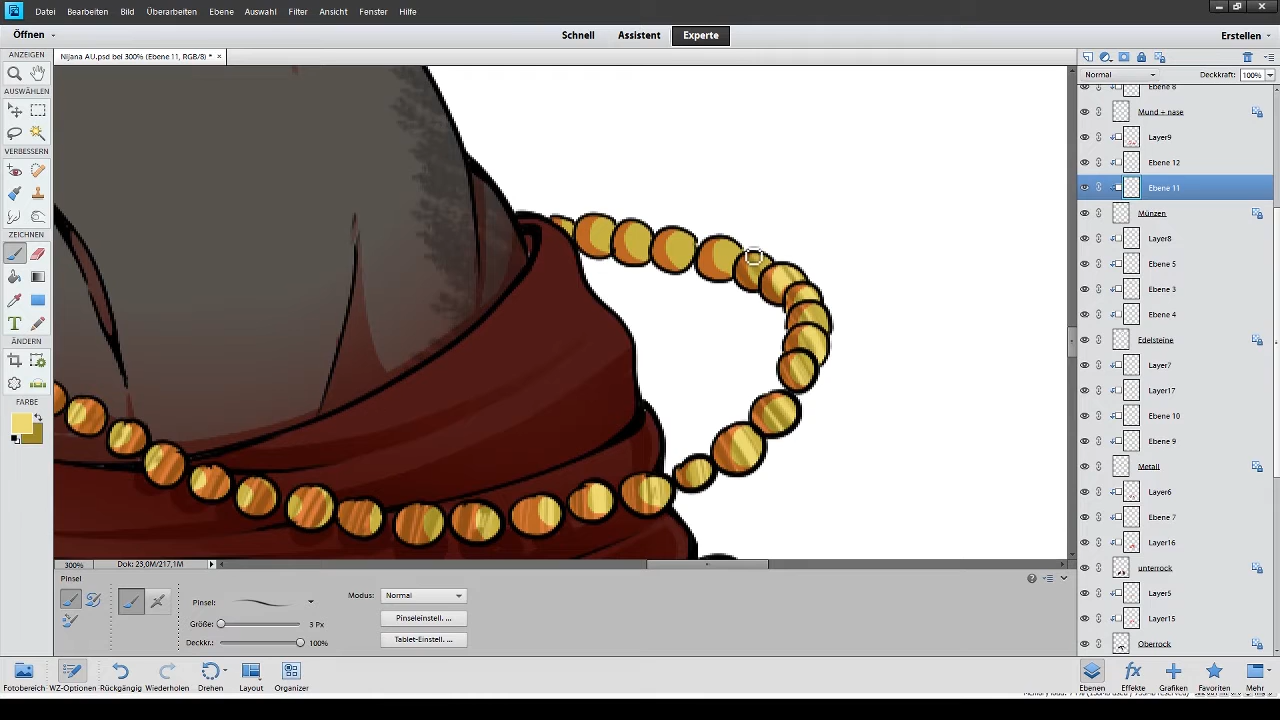 Datei Bearbeiten Bild Überarbeiten Ebene Auswahl Filter Ansicht Fenster Hilfe
Öffnen Schnell Assistent Experte Erstellen
ANZEIGEN
Nijana AU.psd bei 300% (Ebene 11, RGB/8) * ×
Normal Deckkraft: 100%
AUSWÄHLEN
VERBESSERN
ZEICHNEN
ÄNDERN
FARBE
Ebene 8
Mund + nase
Layer9
Ebene 12
Ebene 11
Münzen
Layer8
Ebene 5
Ebene 3
Ebene 4
Edelsteine
Layer7
Layer17
Ebene 10
Ebene 9
Metall
Layer6
Ebene 7
Layer16
unterrock
Layer5
Layer15
Oberrock
300% Dok: 23,0M/217,1M
Pinsel
Pinsel:
Größe: 3 Px
Deckkr.: 100%
Modus: Normal
Pinseleinstell. ...
Tablet-Einstell. ...
Fotobereich WZ-Optionen Rückgängig Wiederholen Drehen Layout Organizer
Ebenen Effekte Grafiken Favoriten Mehr